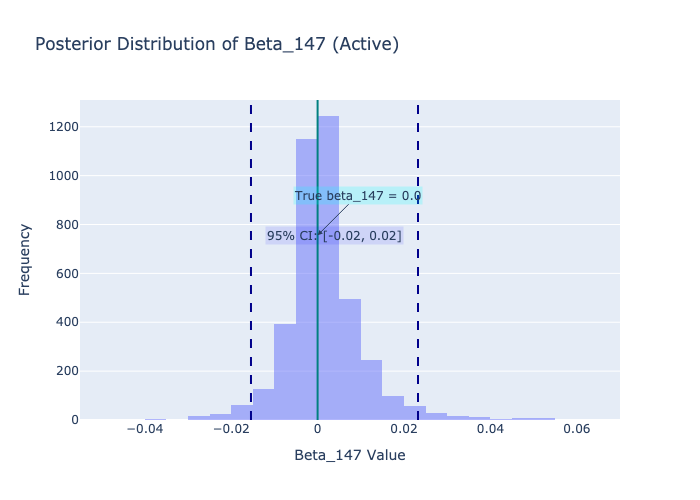 Posterior Distribution of Beta_147 (Active)
1200
1000
800
600
400
200
0
Frequency
True beta_147 = 0.0
95% CI: [-0.02, 0.02]
−0.04
−0.02
0
0.02
0.04
0.06
Beta_147 Value